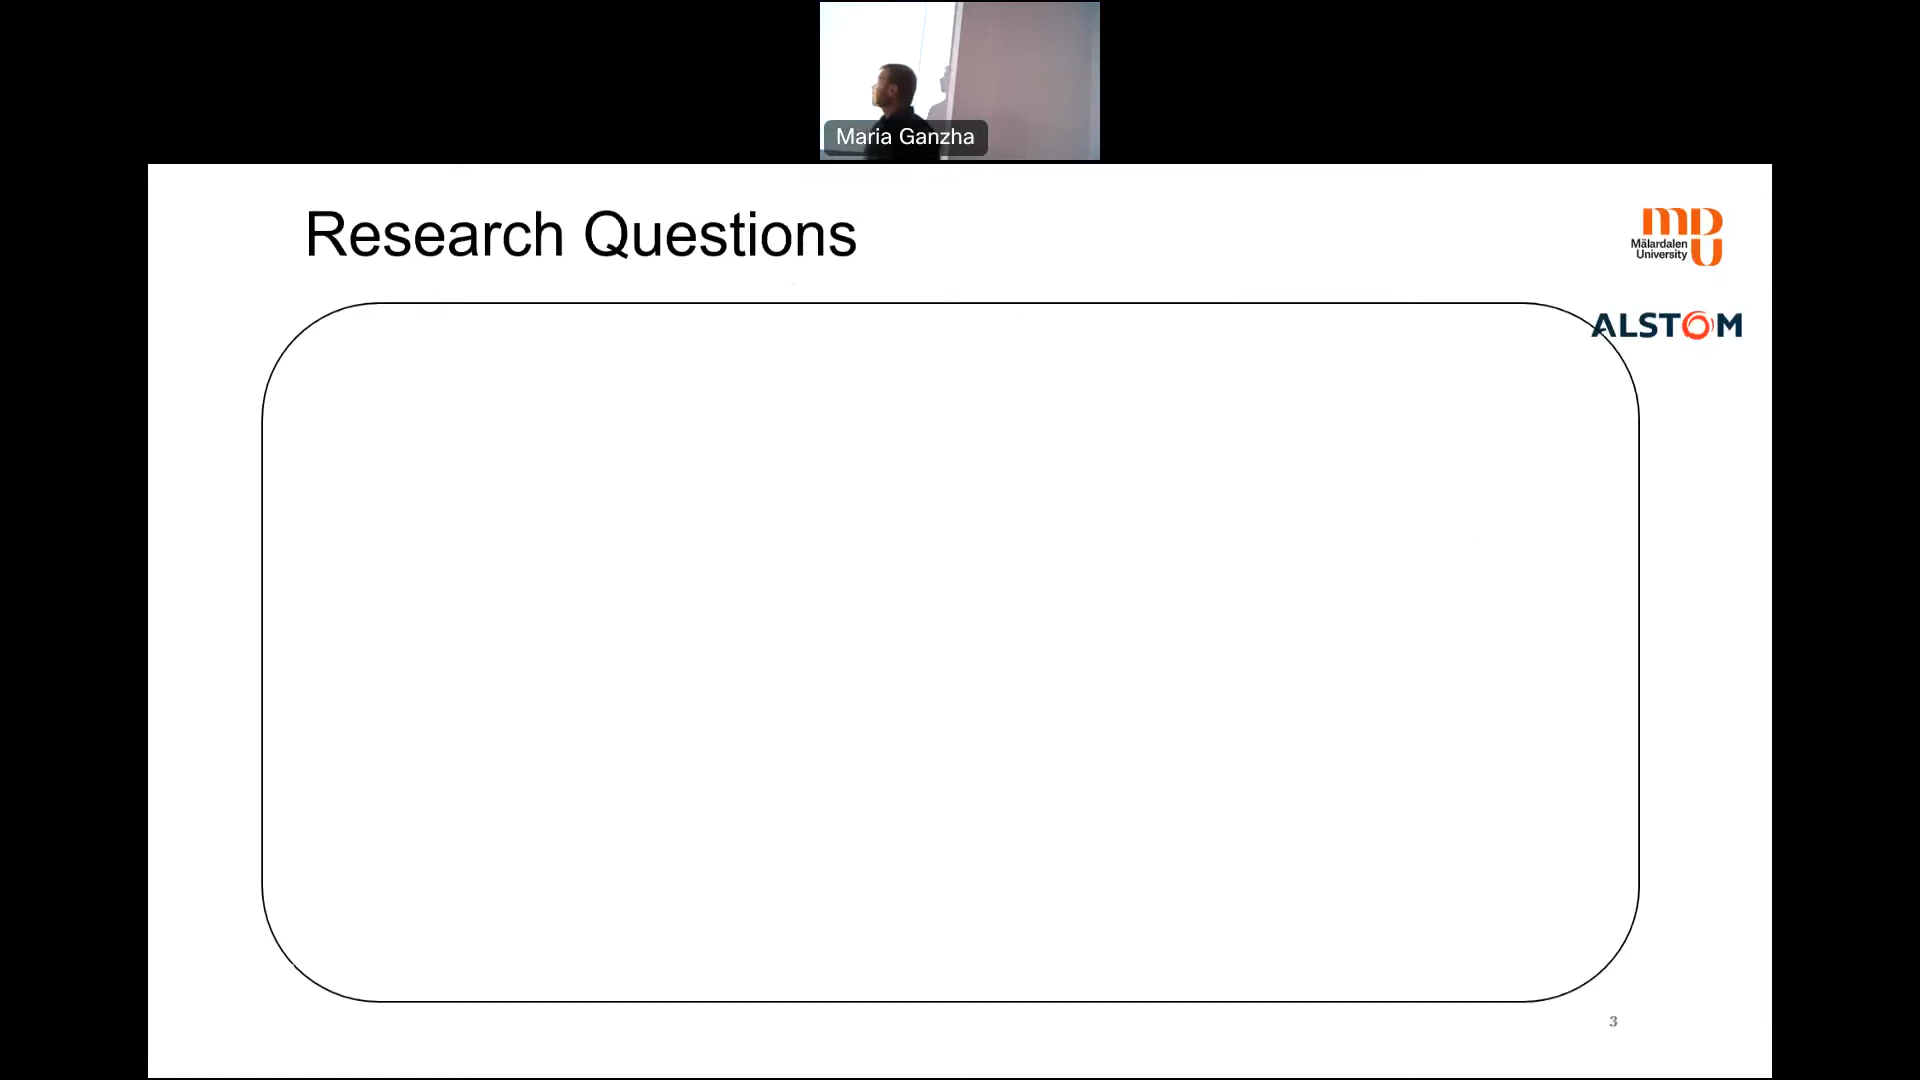 Maria Ganzha
Research Questions
Mälardalen
University
ALSTOM
3